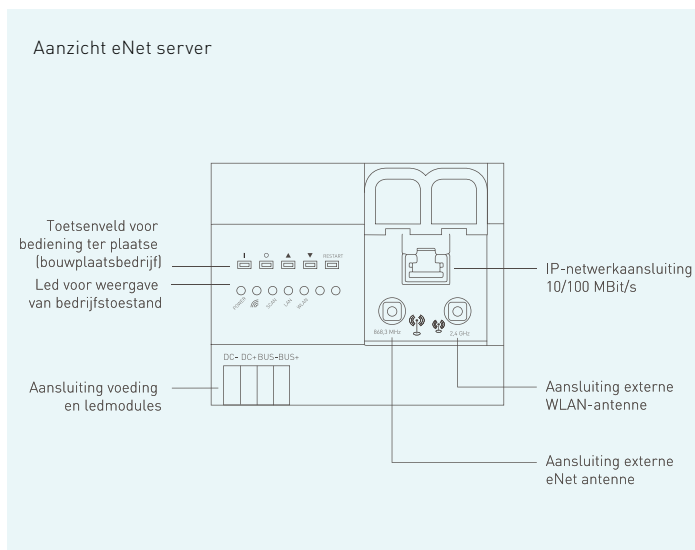 Aanzicht eNet server
Toetsenveld voor
bediening ter plaatse
(bouwplaatsbedrijf)
Led voor weergave
van bedrijfstoestand
RESTART
POWER
SCAN
LAN
WLAN
868,3 MHz
2,4 GHz
IP-netwerkaansluiting
10/100 MBit/s
DC- DC+ BUS- BUS+
Aansluiting voeding
en ledmodules
Aansluiting externe
WLAN-antenne
Aansluiting externe
eNet antenne